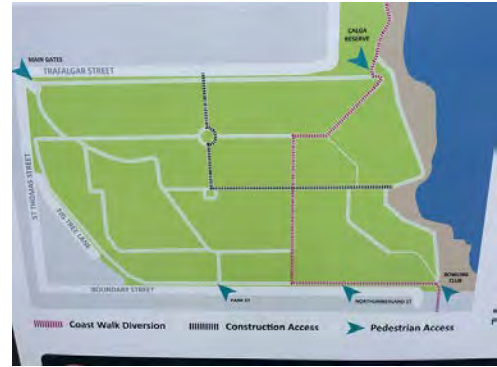 CALGA
RESERVE
MAIN GATES
TRAFALGAR STREET
ST THOMAS STREET
FIG TREE LANE
BOWLING
CLUB
BOUNDARY STREET
PARK ST
NORTHUMBERLAND ST
Coast Walk Diversion
Construction Access
Pedestrian Access